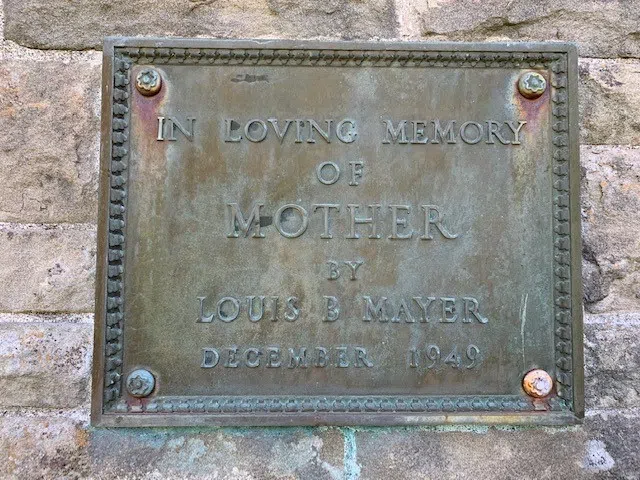 IN LOVING MEMORY
OF
MOTHER
BY
LOUIS B MAYER
DECEMBER 1949